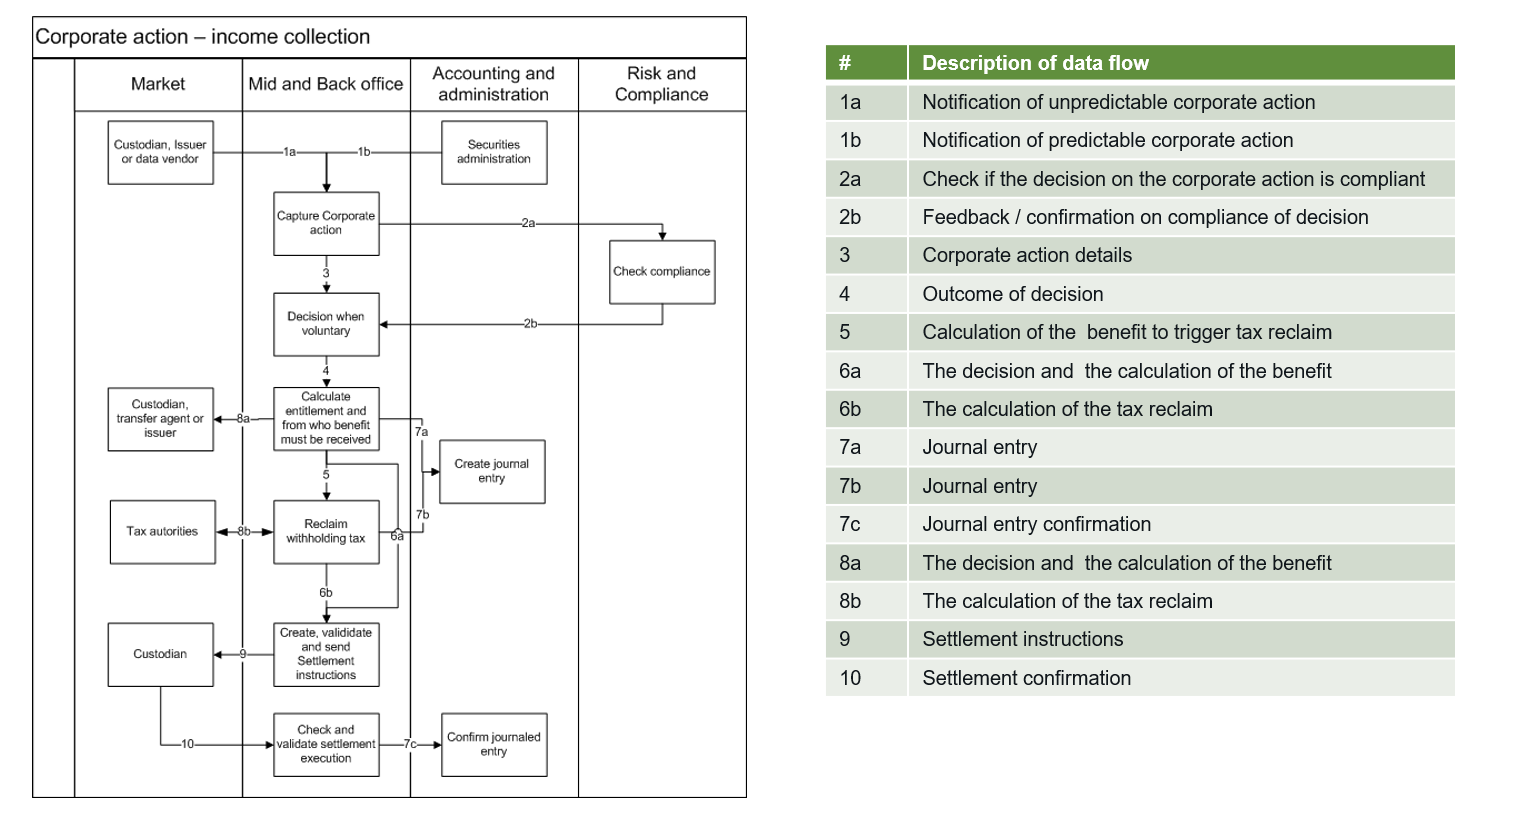 Corporate action – income collection
Market
Mid and Back office
Accounting and
administration
Risk and
Compliance
Custodian, Issuer
or data vendor
1a
1b
Securities
administration
Capture Corporate
action
2a
Check compliance
3
Decision when
voluntary
2b
4
Custodian,
transfer agent or
issuer
8a
Calculate
entitlement and
from who benefit
must be received
7a
Create journal
entry
5
7b
Tax autorities
8b
Reclaim
withholding tax
6a
6b
Custodian
9
Create, valididate
and send
Settlement
instructions
10
Check and
validate settlement
execution
7c
Confirm journaled
entry
# Description of data flow
1a Notification of unpredictable corporate action
1b Notification of predictable corporate action
2a Check if the decision on the corporate action is compliant
2b Feedback / confirmation on compliance of decision
3 Corporate action details
4 Outcome of decision
5 Calculation of the  benefit to trigger tax reclaim
6a The decision and  the calculation of the benefit
6b The calculation of the tax reclaim
7a Journal entry
7b Journal entry
7c Journal entry confirmation
8a The decision and  the calculation of the benefit
8b The calculation of the tax reclaim
9 Settlement instructions
10 Settlement confirmation